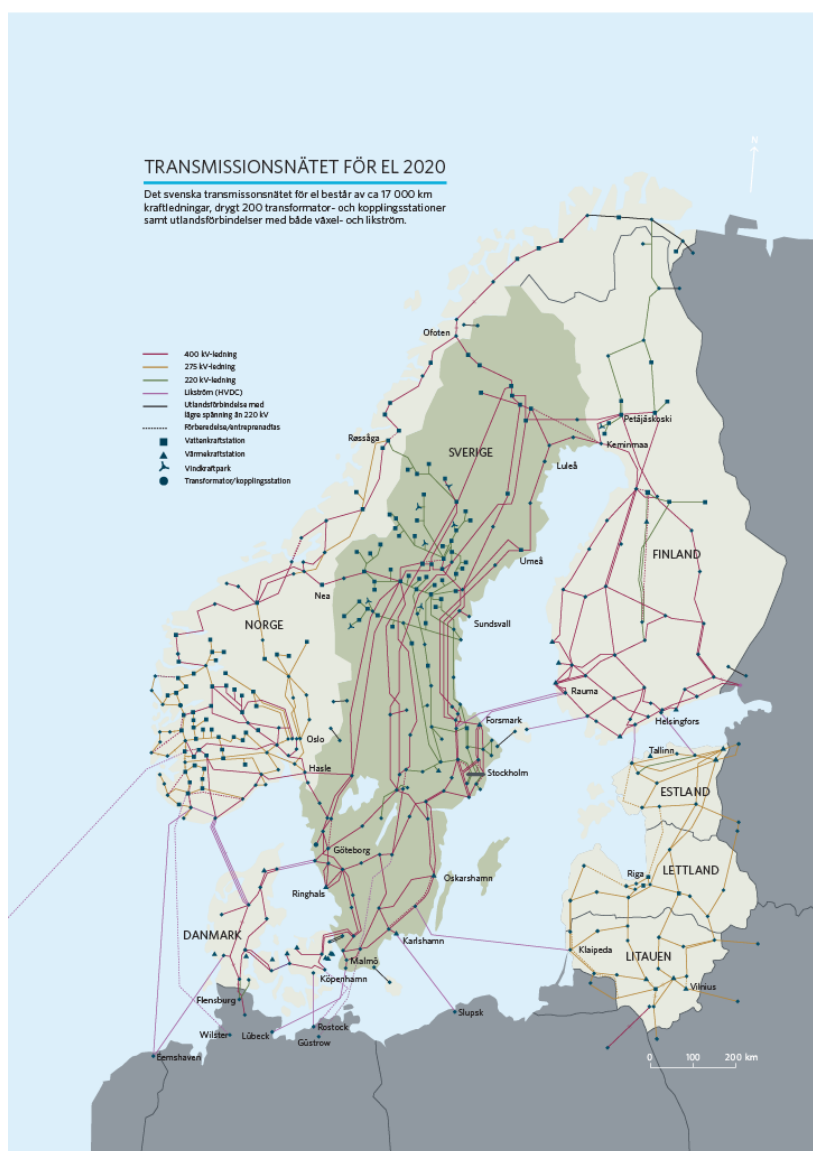 N
TRANSMISSIONSNÄTET FÖR EL 2020
Det svenska transmissonsnätet för el består av ca 17 000 km
kraftledningar, drygt 200 transformator- och kopplingsstationer
samt utlandsförbindelser med både växel- och likström.
400 kV-ledning
275 kV-ledning
220 kV-ledning
Likström (HVDC)
Utlandsförbindelse med
lägre spänning än 220 kV
Förberedelse/entreprenadfas
Vattenkraftstation
Värmekraftstation
Vindkraftpark
Transformator/kopplingsstation
Ofoten
Røssåga
Petäjäskoski
Keminmaa
SVERIGE
Luleå
FINLAND
Umeå
Nea
NORGE
Sundsvall
Rauma
Forsmark
Helsingfors
Oslo
Tallinn
Hasle
Stockholm
ESTLAND
Göteborg
Riga
LETTLAND
Oskarshamn
Ringhals
DANMARK
Karlshamn
Klaipeda
LITAUEN
Malmö
Köpenhamn
Vilnius
Flensburg
Slupsk
Rostock
Wilster
Lübeck
Güstrow
Eemshaven
0 100 200 km